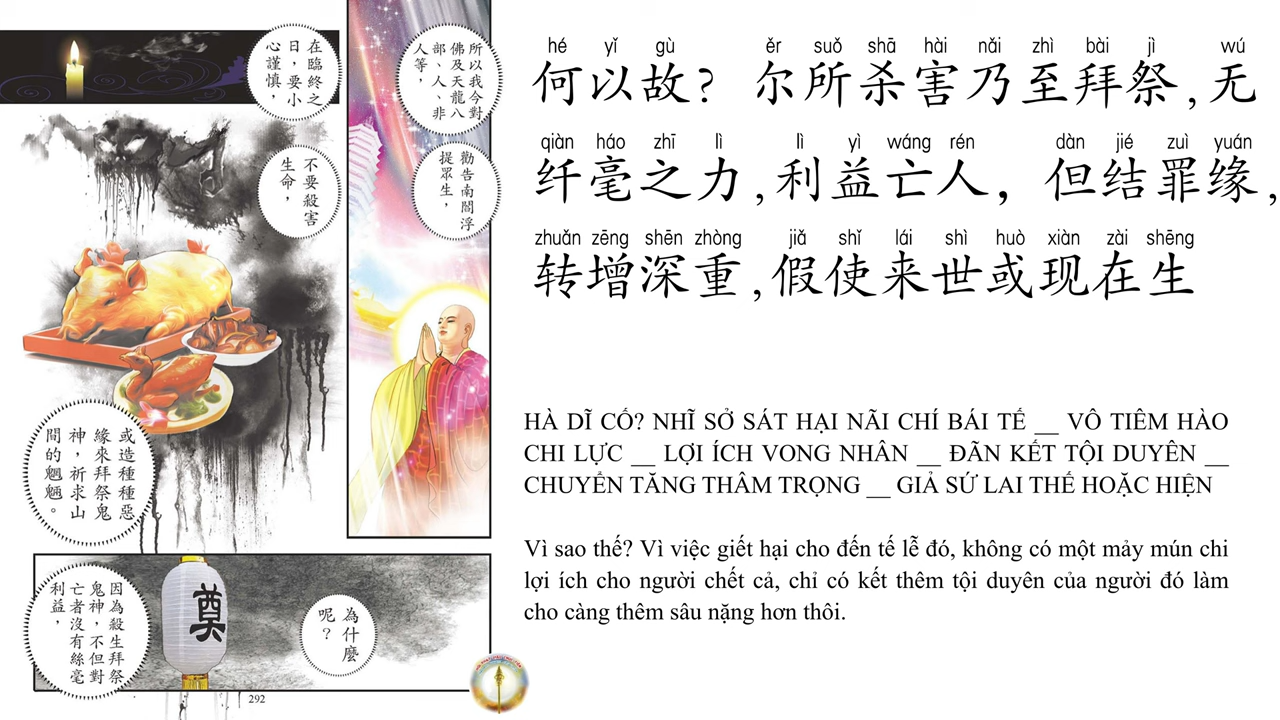 所以我今對
佛及天龍八
部、人、非
人等，
勸告南閻浮
提眾生，
在臨終之
日，要小
心謹慎，
不要殺害
生命，
或造種種惡
緣來拜祭鬼
神，祈求山
間的魍魎。
為什麼
呢？
因為殺生拜祭
鬼神，不但對
亡者沒有絲毫
利益，
奠
292
hé yǐ gù ěr suǒ shā hài nǎi zhì bài jì wú
何以故? 尔所杀害乃至拜祭,无
qiàn háo zhī lì lì yì wáng rén dàn jié zuì yuán
纤毫之力,利益亡人，但结罪缘,
zhuǎn zēng shēn zhòng jiǎ shǐ lái shì huò xiàn zài shēng
转增深重,假使来世或现在生
HÀ DĨ CỐ? NHĨ SỞ SÁT HẠI NÃI CHÍ BÁI TẾ __ VÔ TIÊM HÀO
CHI LỰC __ LỢI ÍCH VONG NHÂN __ ĐÃN KẾT TỘI DUYÊN __
CHUYỂN TĂNG THÂM TRỌNG __ GIẢ SỨ LAI THẾ HOẶC HIỆN
Vì sao thế? Vì việc giết hại cho đến tế lễ đó, không có một mảy mún chi
lợi ích cho người chết cả, chỉ có kết thêm tội duyên của người đó làm
cho càng thêm sâu nặng hơn thôi.